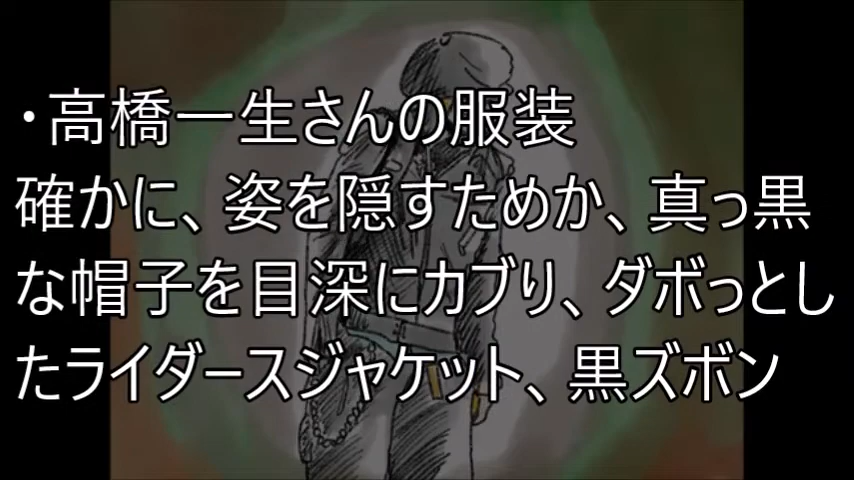 ・高橋一生さんの服装
確かに、姿を隠すためか、真っ黒
な帽子を目深にカブり、ダボっとし
たライダースジャケット、黒ズボン